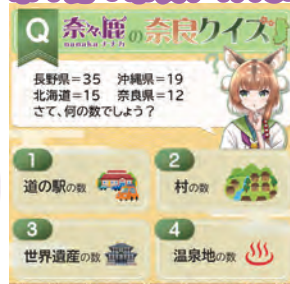 Q 奈々鹿の奈良クイズ
nanaka ナナカ
長野県=35 沖縄県=19
北海道=15 奈良県=12
さて、何の数でしょう？
1
道の駅の数
2
村の数
3
世界遺産の数
4
温泉地の数